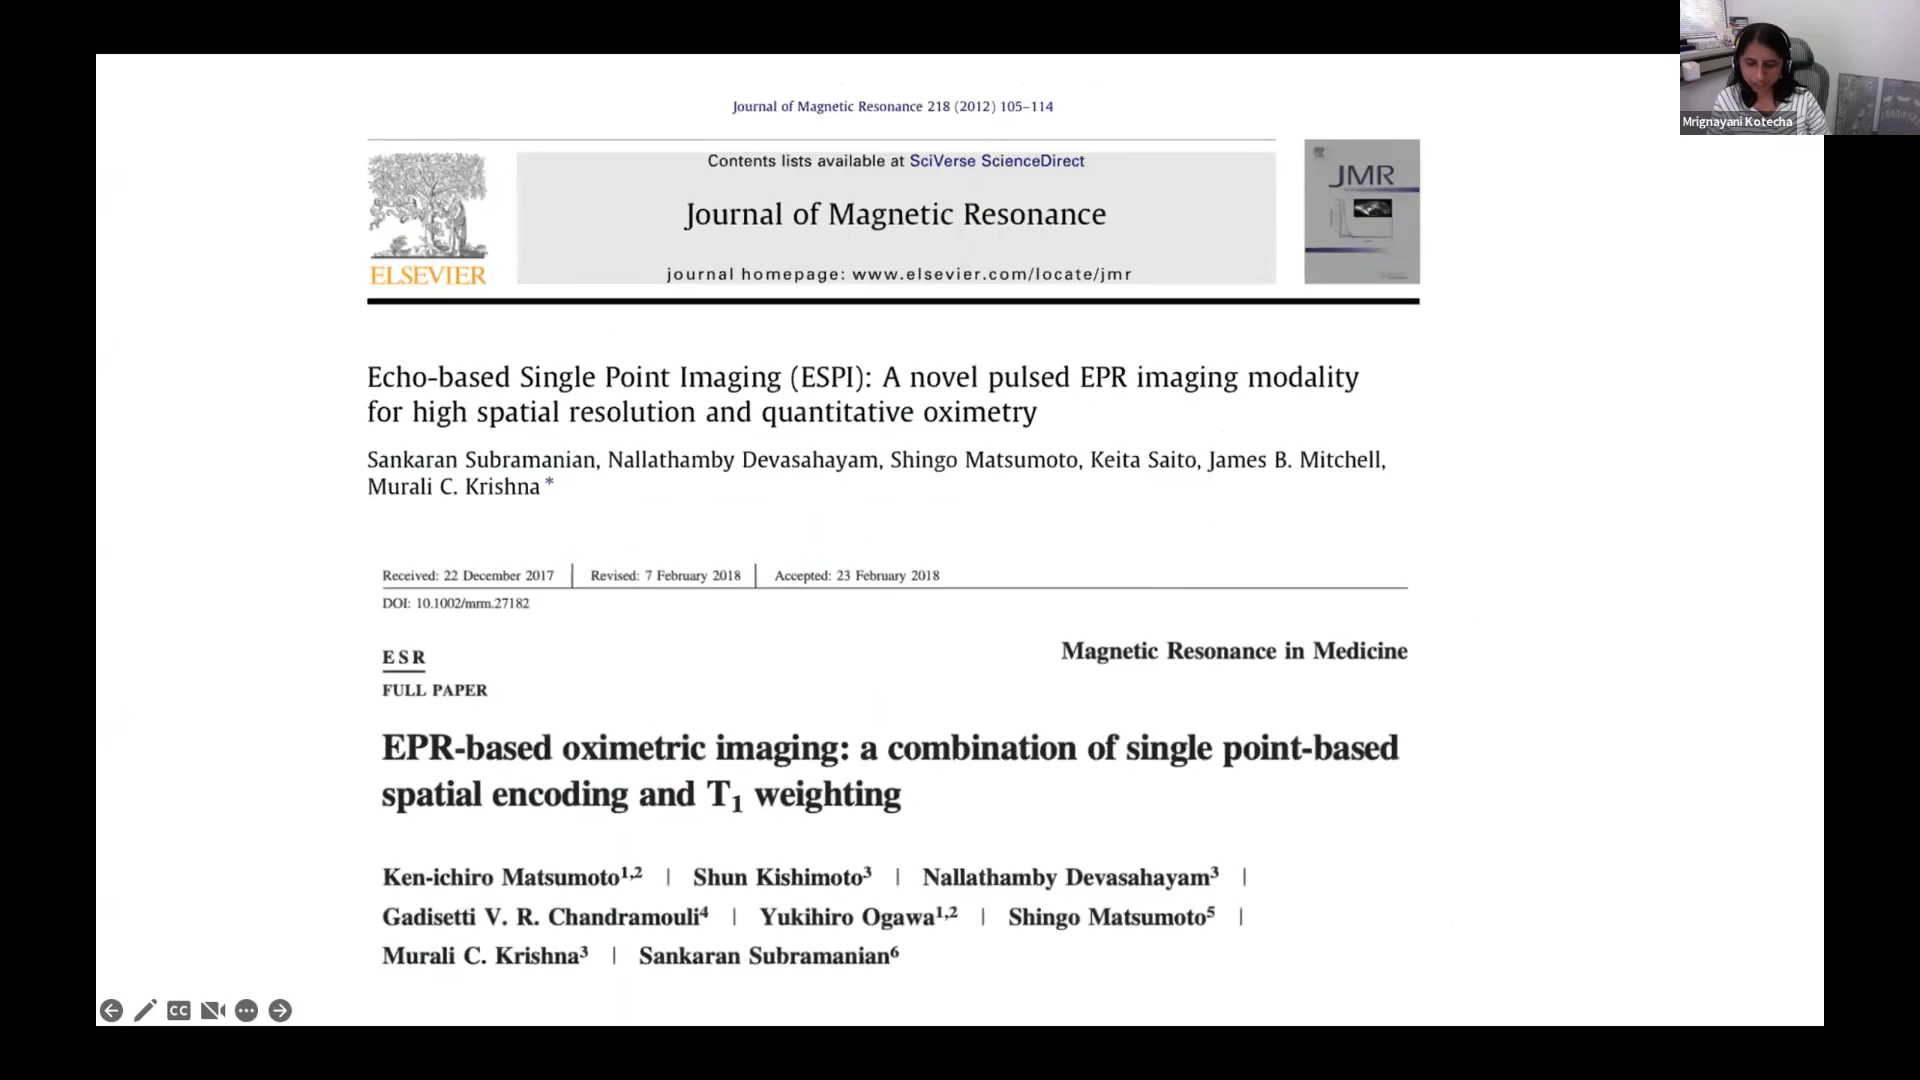 Mrignayani Kotecha
Journal of Magnetic Resonance 218 (2012) 105–114
Contents lists available at SciVerse ScienceDirect
Journal of Magnetic Resonance
journal homepage: www.elsevier.com/locate/jmr
ELSEVIER
JMR
Echo-based Single Point Imaging (ESPI): A novel pulsed EPR imaging modality
for high spatial resolution and quantitative oximetry
Sankaran Subramanian, Nallathamby Devasahayam, Shingo Matsumoto, Keita Saito, James B. Mitchell,
Murali C. Krishna *
Received: 22 December 2017 | Revised: 7 February 2018 | Accepted: 23 February 2018
DOI: 10.1002/mrm.27182
ESR
Magnetic Resonance in Medicine
FULL PAPER
EPR-based oximetric imaging: a combination of single point-based
spatial encoding and T₁ weighting
Ken-ichiro Matsumoto¹,² | Shun Kishimoto³ | Nallathamby Devasahayam³ |
Gadisetti V. R. Chandramouli⁴ | Yukihiro Ogawa¹,² | Shingo Matsumoto⁵ |
Murali C. Krishna³ | Sankaran Subramanian⁶
CC